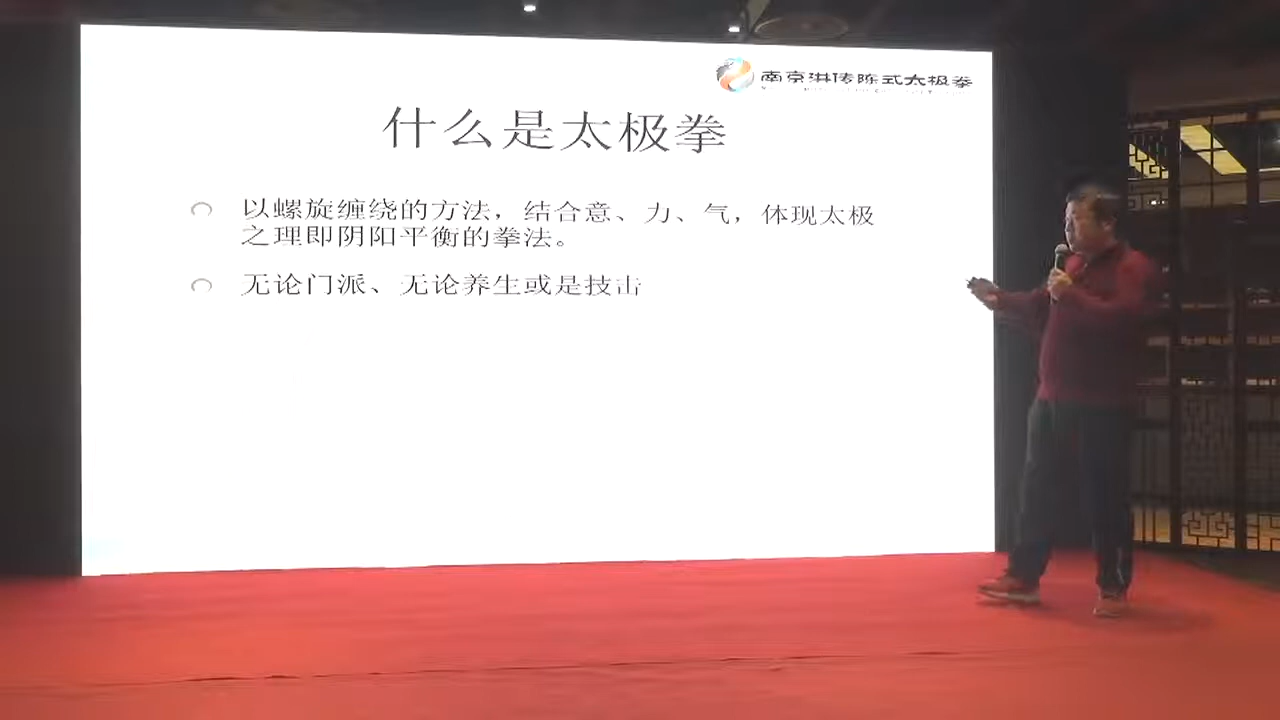 南京洪传陈式太极拳
什么是太极拳
以螺旋缠绕的方法，结合意、力、气，体现太极
之理即阴阳平衡的拳法。
无论门派、无论养生或是技击